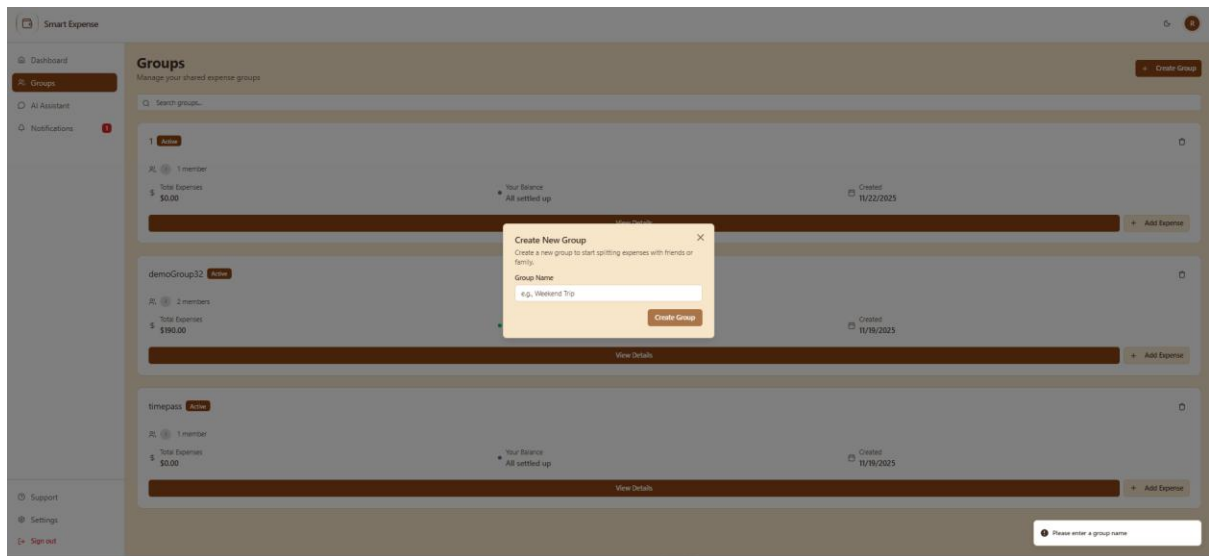 Smart Expense
R
Dashboard
Groups
AI Assistant
Notifications 1
Support
Settings
Sign out
Groups
Manage your shared expense groups
+ Create Group
Search groups...
1 Active
1 member
Total Expenses
$0.00
Your Balance
All settled up
Created
11/22/2025
View Details
+ Add Expense
demoGroup32 Active
2 members
Total Expenses
$190.00
Created
11/19/2025
View Details
+ Add Expense
timepass Active
1 member
Total Expenses
$0.00
Your Balance
All settled up
Created
11/19/2025
View Details
+ Add Expense
Create New Group
Create a new group to start splitting expenses with friends or
family.
Group Name
e.g., Weekend Trip
Create Group
Please enter a group name